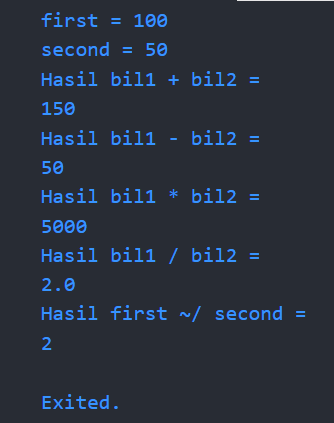 first = 100
second = 50
Hasil bil1 + bil2 =
150
Hasil bil1 - bil2 =
50
Hasil bil1 * bil2 =
5000
Hasil bil1 / bil2 =
2.0
Hasil first ~/ second =
2
Exited.